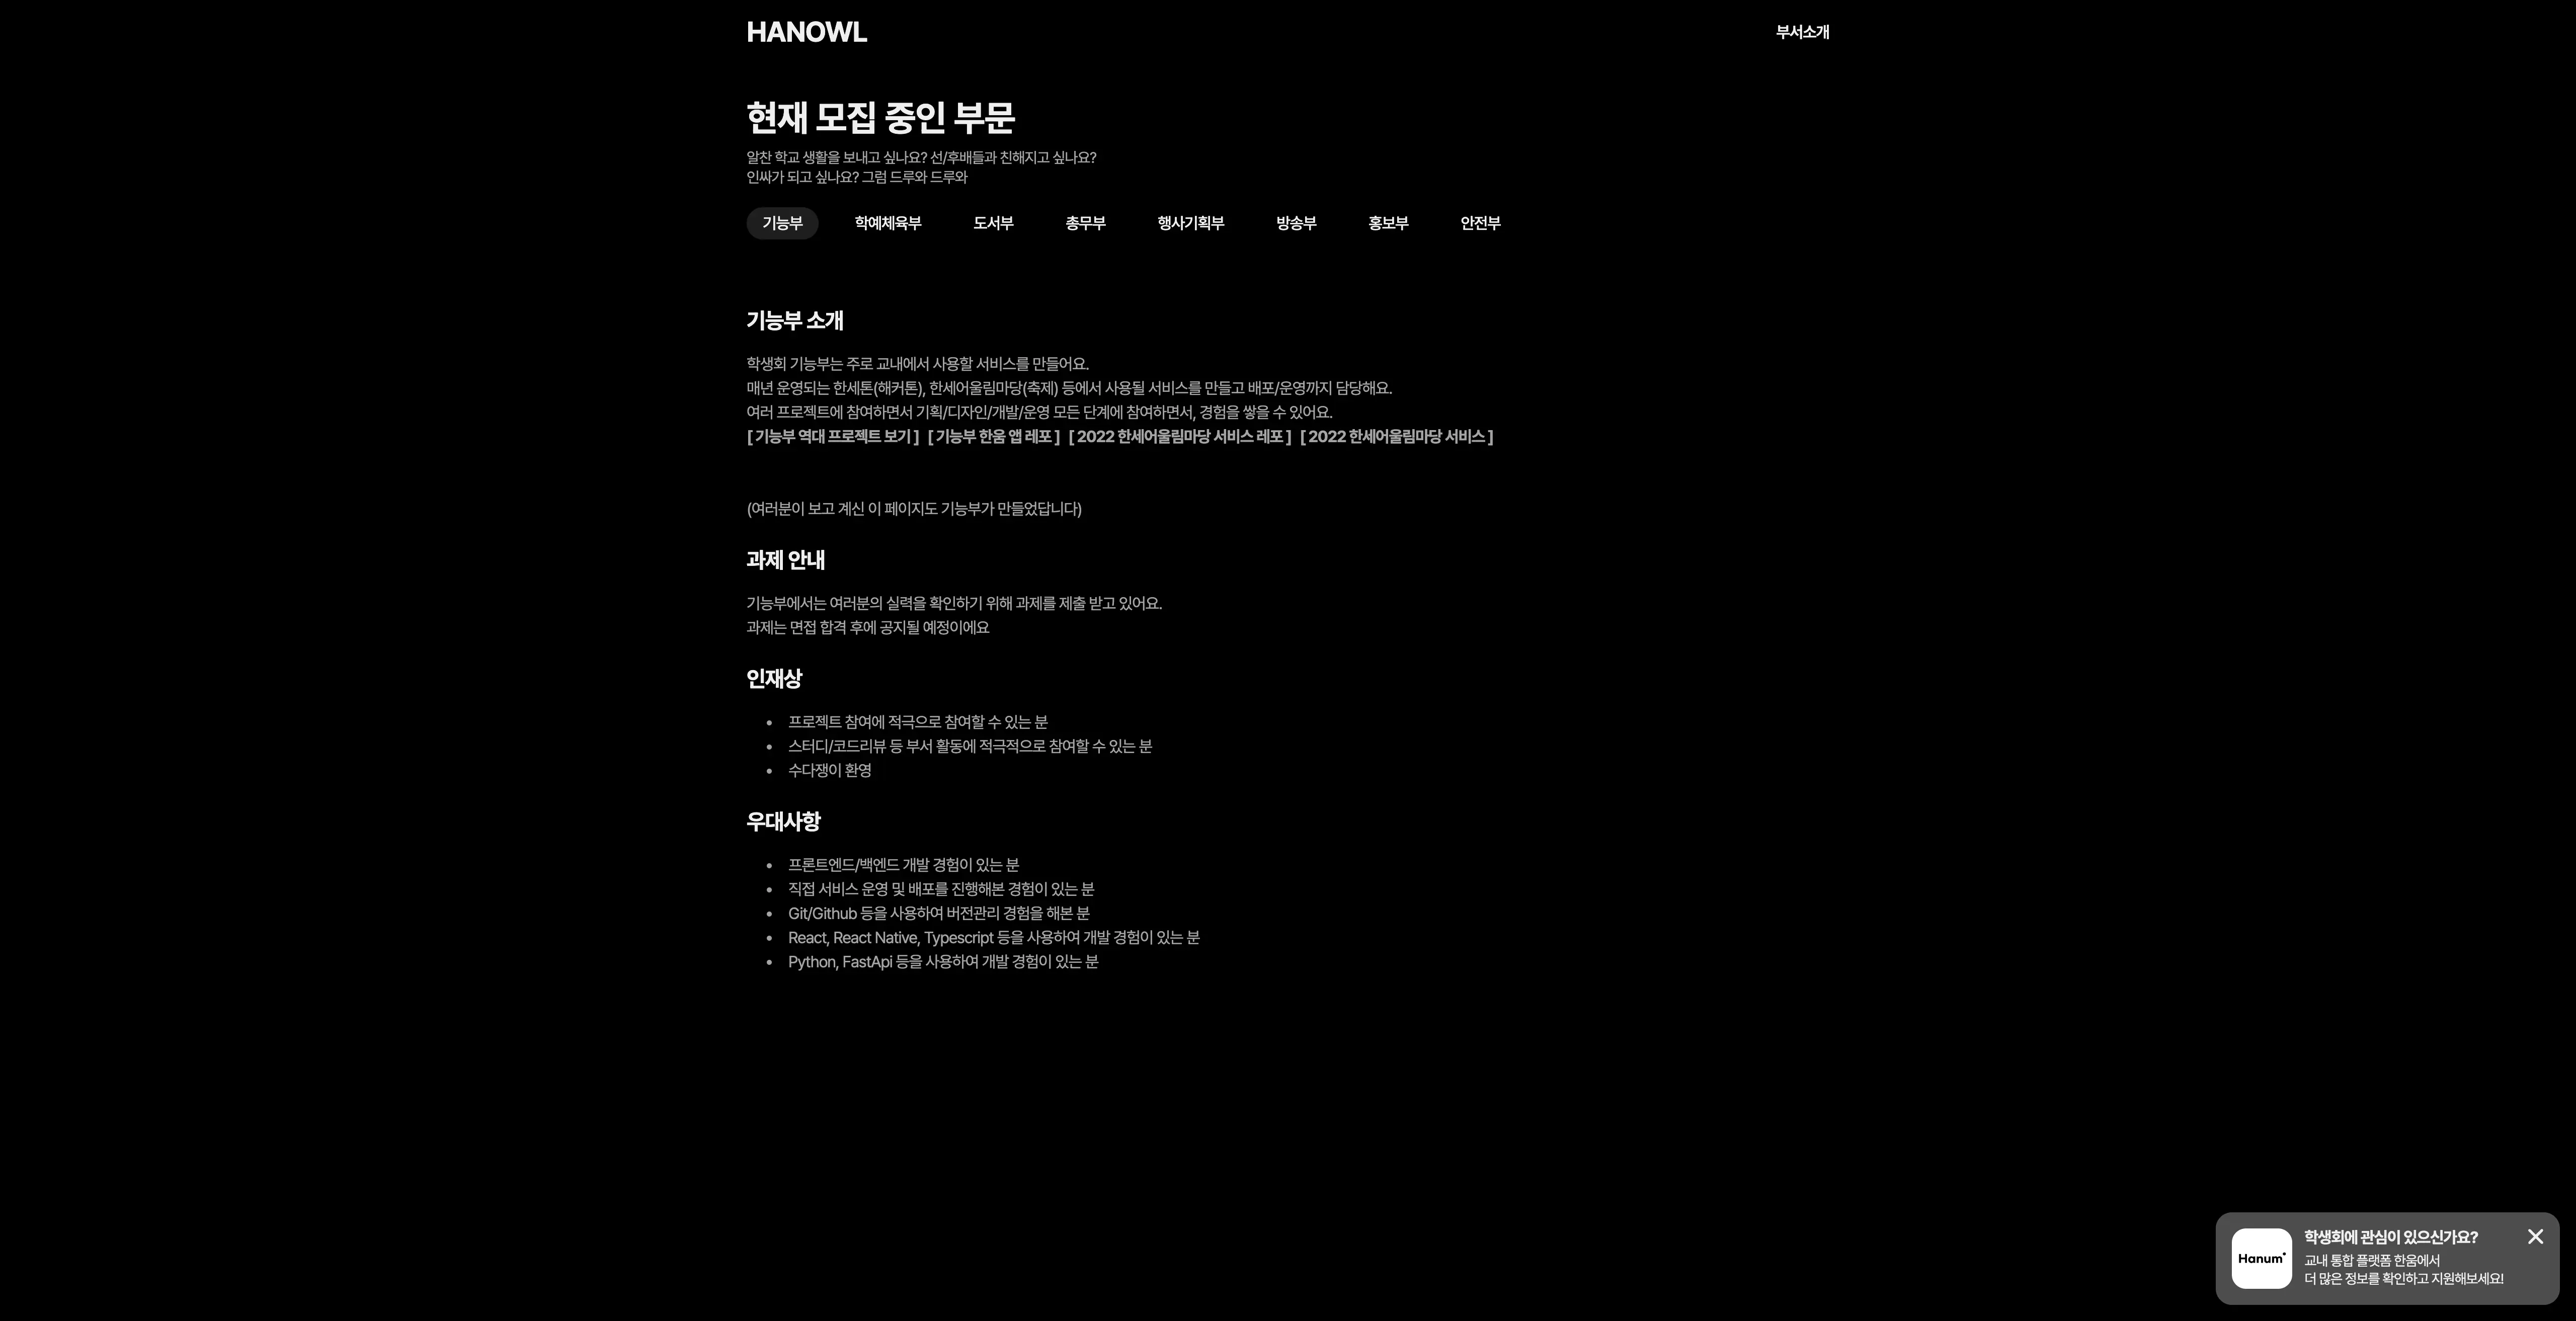 HANOWL
부서소개
현재 모집 중인 부문
알찬 학교 생활을 보내고 싶나요? 선/후배들과 친해지고 싶나요?
인싸가 되고 싶나요? 그럼 드루와 드루와
기능부 학예체육부 도서부 총무부 행사기획부 방송부 홍보부 안전부
기능부 소개
학생회 기능부는 주로 교내에서 사용할 서비스를 만들어요.
매년 운영되는 한세톤(해커톤), 한세어울림마당(축제) 등에서 사용될 서비스를 만들고 배포/운영까지 담당해요.
여러 프로젝트에 참여하면서 기획/디자인/개발/운영 모든 단계에 참여하면서, 경험을 쌓을 수 있어요.
[ 기능부 역대 프로젝트 보기 ] [ 기능부 한움 앱 레포 ] [ 2022 한세어울림마당 서비스 레포 ] [ 2022 한세어울림마당 서비스 ]
(여러분이 보고 계신 이 페이지도 기능부가 만들었답니다)
과제 안내
기능부에서는 여러분의 실력을 확인하기 위해 과제를 제출 받고 있어요.
과제는 면접 합격 후에 공지될 예정이에요
인재상
• 프로젝트 참여에 적극으로 참여할 수 있는 분
• 스터디/코드리뷰 등 부서 활동에 적극적으로 참여할 수 있는 분
• 수다쟁이 환영
우대사항
• 프론트엔드/백엔드 개발 경험이 있는 분
• 직접 서비스 운영 및 배포를 진행해본 경험이 있는 분
• Git/Github 등을 사용하여 버전관리 경험을 해본 분
• React, React Native, Typescript 등을 사용하여 개발 경험이 있는 분
• Python, FastApi 등을 사용하여 개발 경험이 있는 분
Hanum
학생회에 관심이 있으신가요?
교내 통합 플랫폼 한움에서
더 많은 정보를 확인하고 지원해보세요!